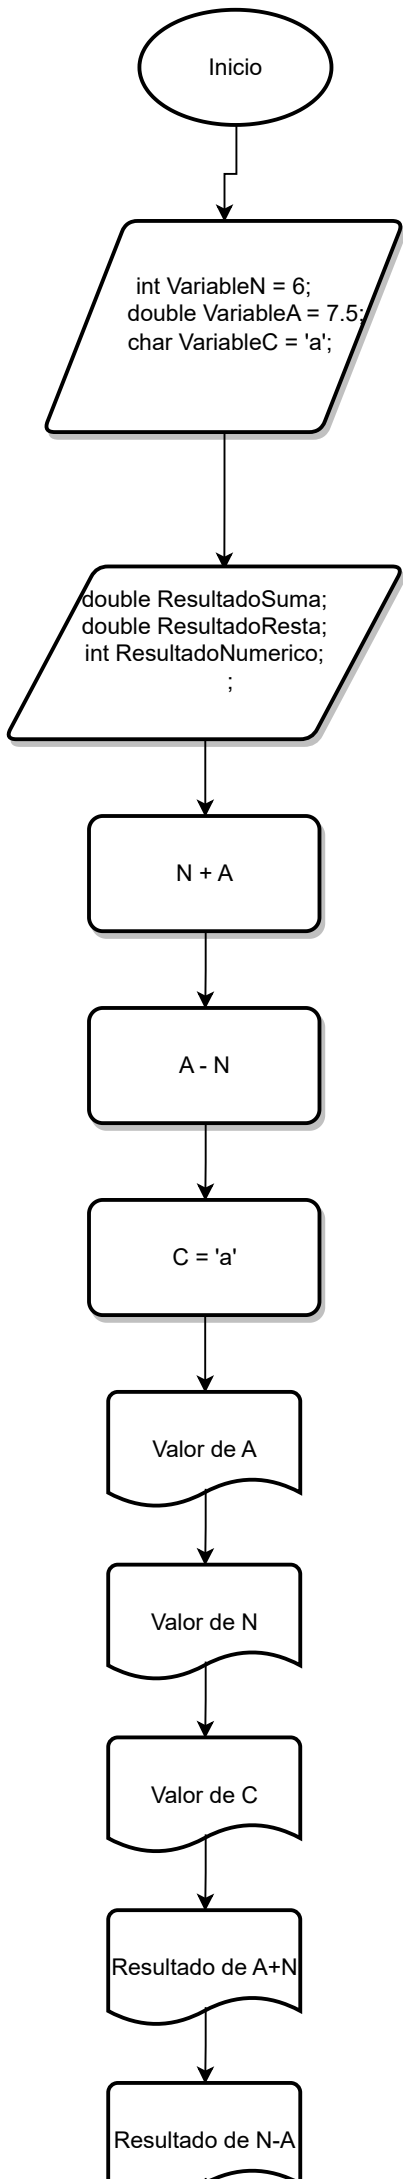 Inicio
int VariableN = 6;
double VariableA = 7.5;
char VariableC = 'a';
double ResultadoSuma;
double ResultadoResta;
int ResultadoNumerico;
;
N + A
A - N
C = 'a'
Valor de A
Valor de N
Valor de C
Resultado de A+N
Resultado de N-A